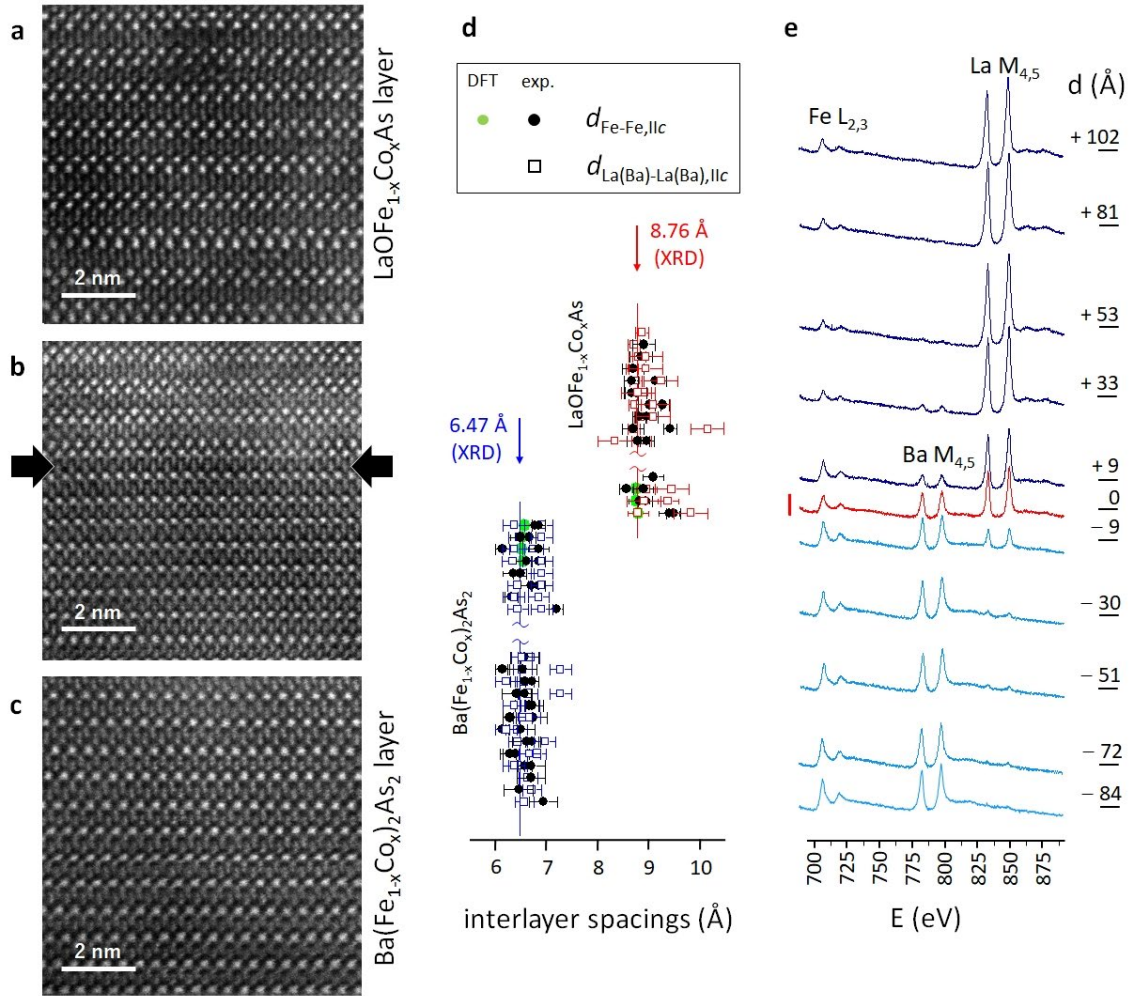 a
LaOFe1-xCoxAs layer
2 nm
b
2 nm
c
Ba(Fe1-xCox)2As2 layer
2 nm
d
DFT exp.
dFe-Fe,IIc
dLa(Ba)-La(Ba),IIc
8.76 Å
(XRD)
LaOFe1-xCoxAs
6.47 Å
(XRD)
Ba(Fe1-xCox)2As2
6 7 8 9 10
interlayer spacings (Å)
e
La M4,5
d (Å)
Fe L2,3
+ 102
+ 81
+ 53
+ 33
Ba M4,5
+ 9
0
– 9
– 30
– 51
– 72
– 84
700 725 750 775 800 825 850 875
E (eV)